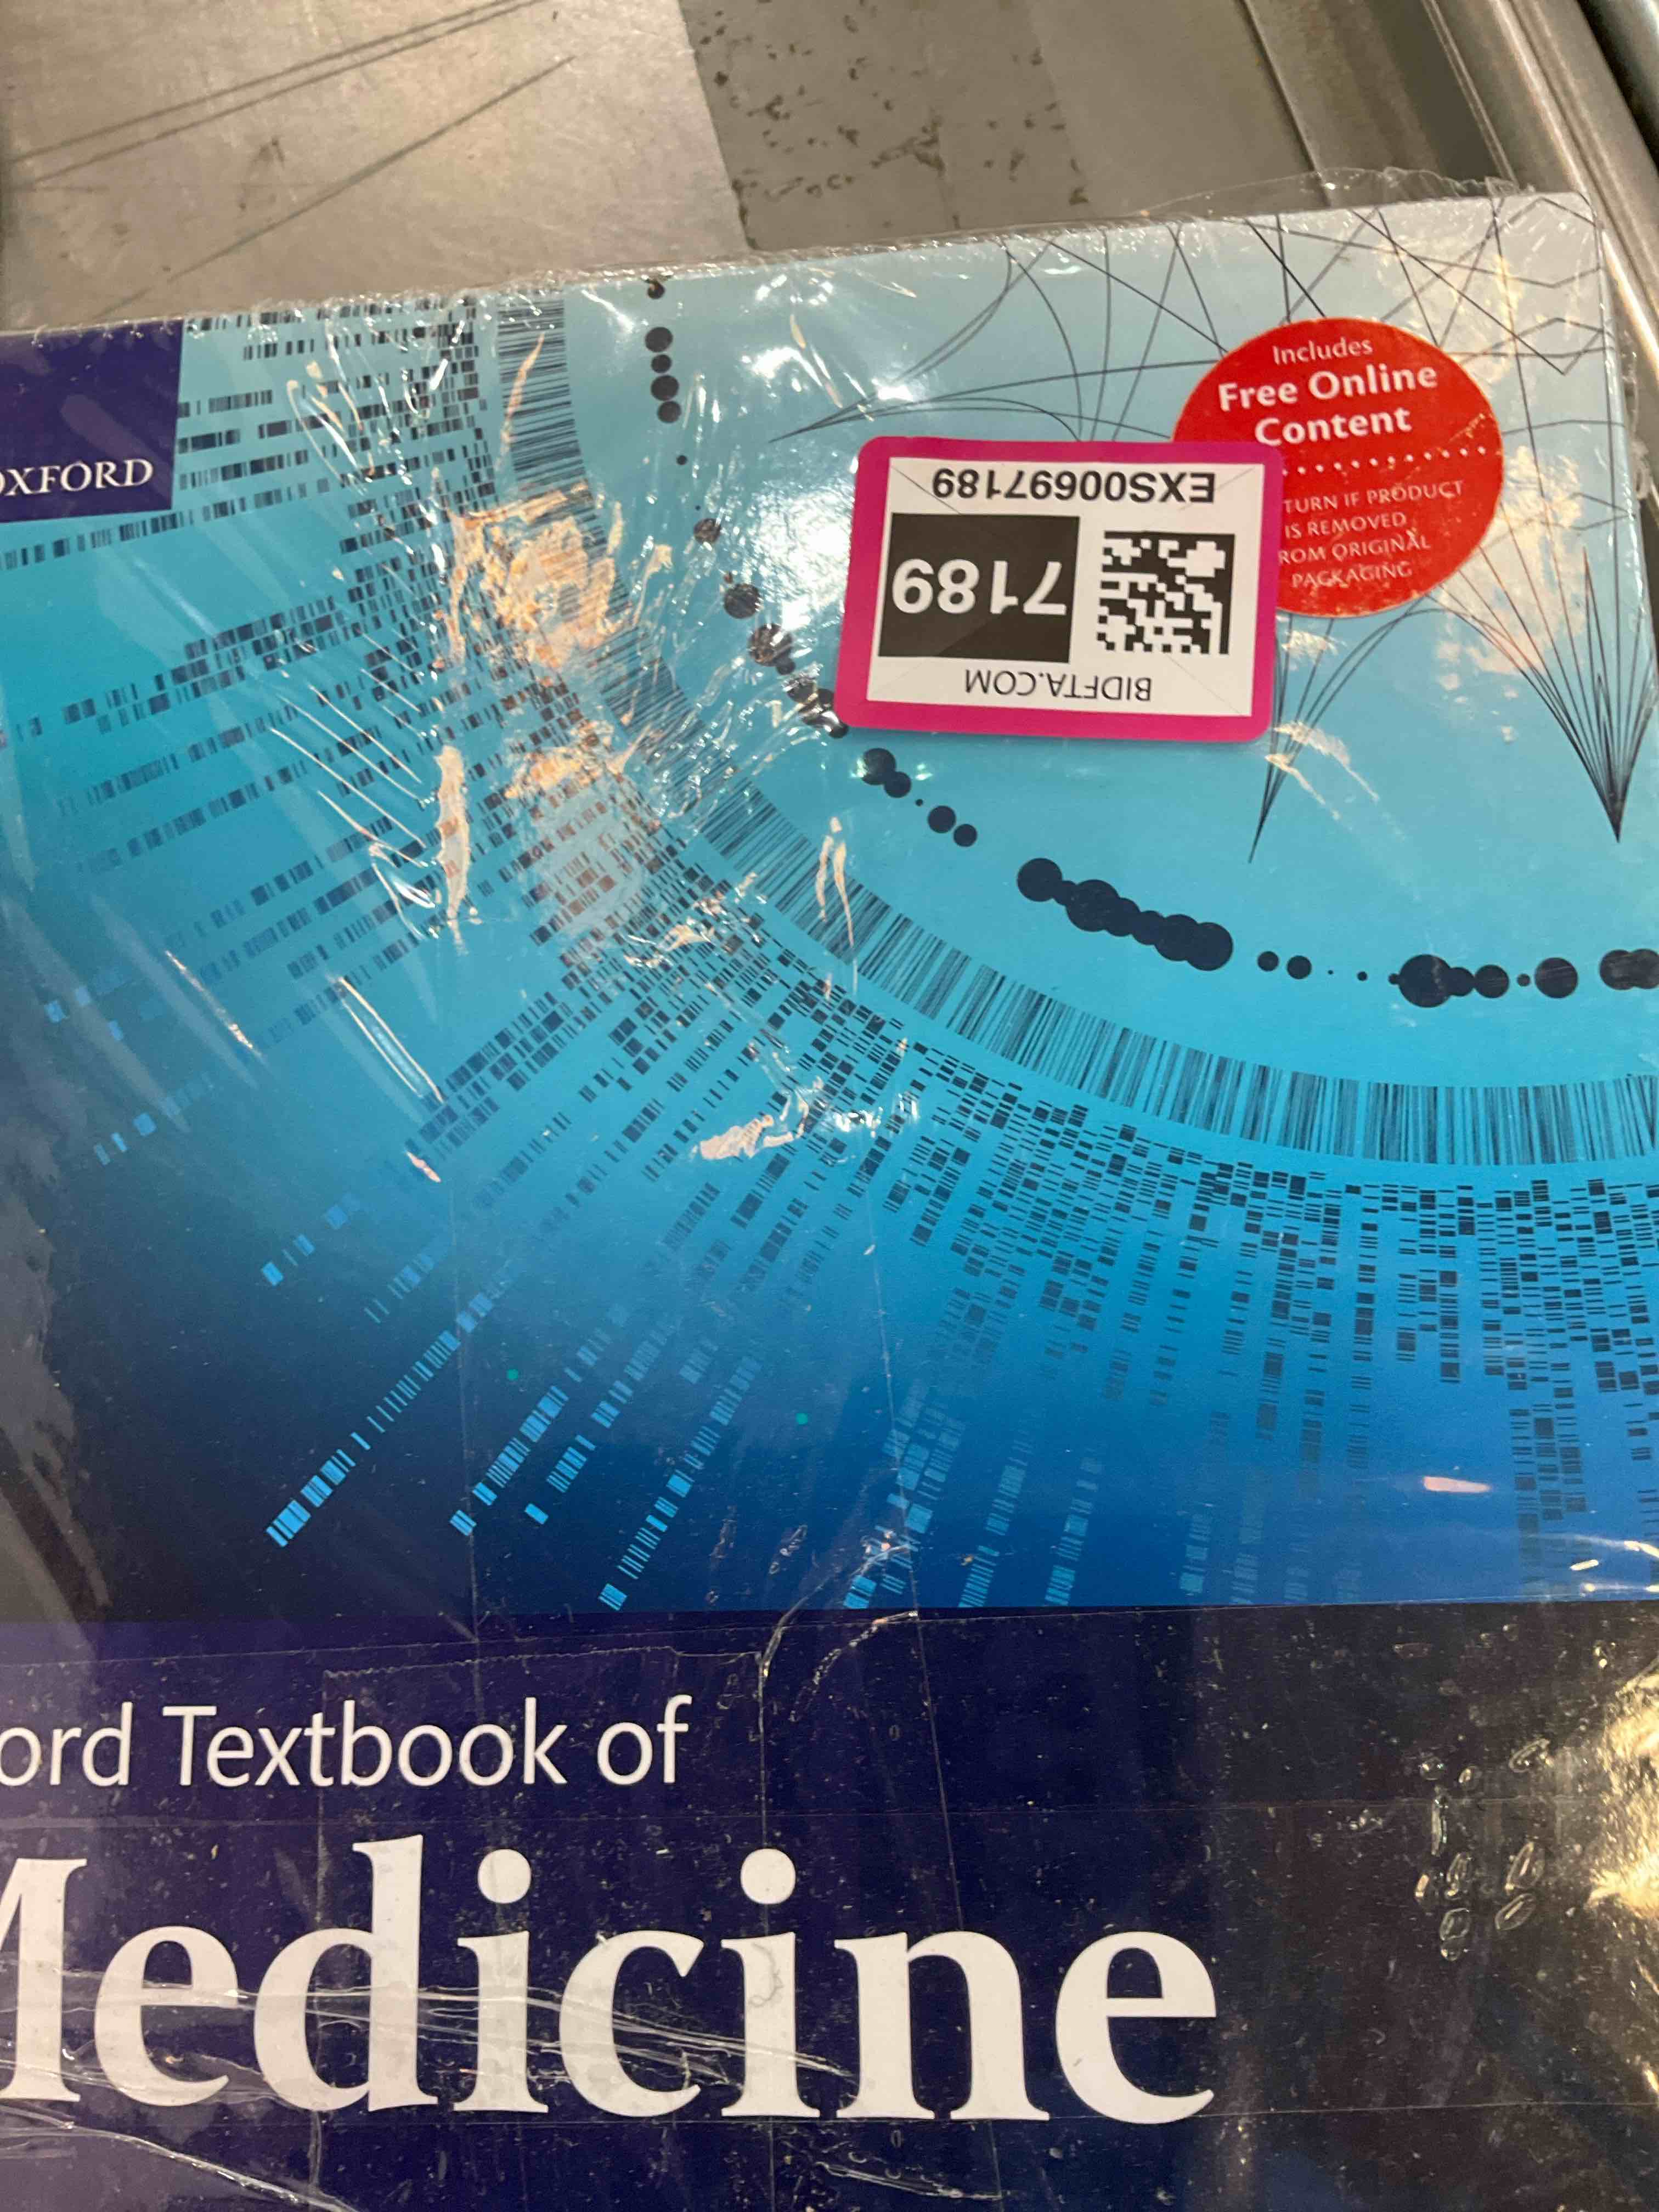 OXFORD
Includes
Free Online
Content
TURN IF PRODUCT
IS REMOVED
ROM ORIGINAL
PACKAGING
BIDFTA.COM
7189
EXS00697189
ord Textbook of
Medicine